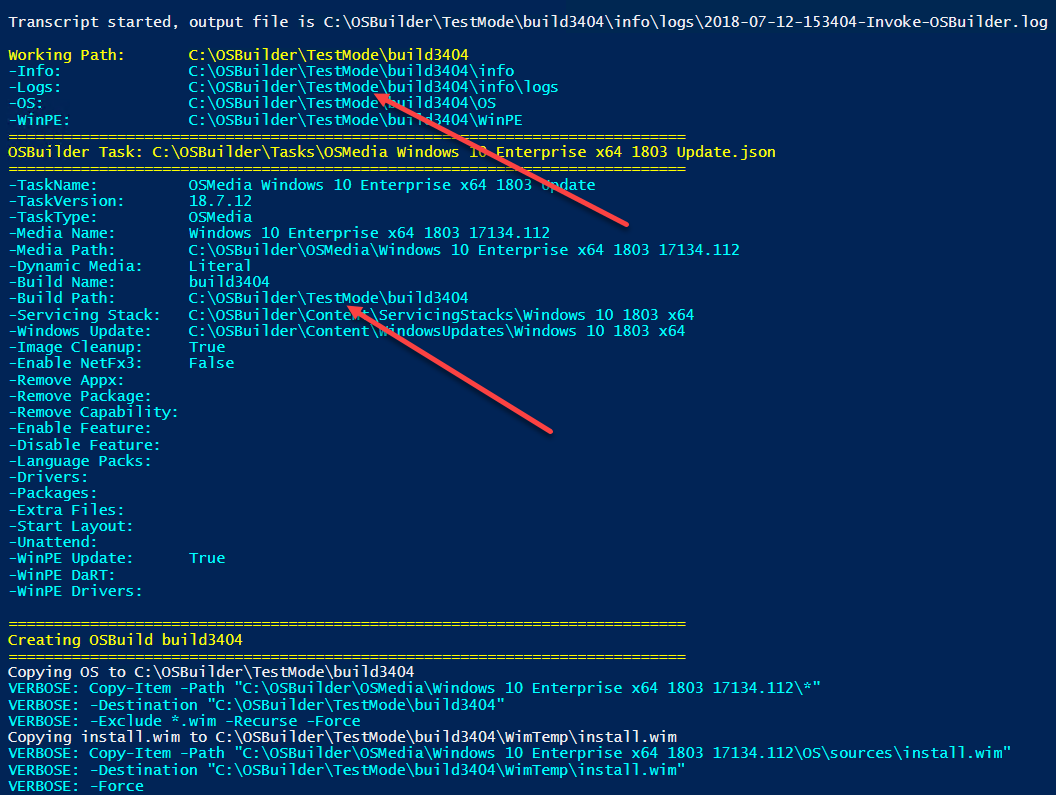 Transcript started, output file is C:\OSBuilder\TestMode\build3404\info\logs\2018-07-12-153404-Invoke-OSBuilder.log
Working Path: C:\OSBuilder\TestMode\build3404
-Info: C:\OSBuilder\TestMode\build3404\info
-Logs: C:\OSBuilder\TestMode\build3404\info\logs
-OS: C:\OSBuilder\TestMode\build3404\OS
-WinPE: C:\OSBuilder\TestMode\build3404\WinPE
===========================================================================
OSBuilder Task: C:\OSBuilder\Tasks\OSMedia Windows 10 Enterprise x64 1803 Update.json
===========================================================================
-TaskName: OSMedia Windows 10 Enterprise x64 1803 Update
-TaskVersion: 18.7.12
-TaskType: OSMedia
-Media Name: Windows 10 Enterprise x64 1803 17134.112
-Media Path: C:\OSBuilder\OSMedia\Windows 10 Enterprise x64 1803 17134.112
-Dynamic Media: Literal
-Build Name: build3404
-Build Path: C:\OSBuilder\TestMode\build3404
-Servicing Stack: C:\OSBuilder\Content\ServicingStacks\Windows 10 1803 x64
-Windows Update: C:\OSBuilder\Content\WindowsUpdates\Windows 10 1803 x64
-Image Cleanup: True
-Enable NetFx3: False
-Remove Appx:
-Remove Package:
-Remove Capability:
-Enable Feature:
-Disable Feature:
-Language Packs:
-Drivers:
-Packages:
-Extra Files:
-Start Layout:
-Unattend:
-WinPE Update: True
-WinPE DaRT:
-WinPE Drivers:
===========================================================================
Creating OSBuild build3404
===========================================================================
Copying OS to C:\OSBuilder\TestMode\build3404
VERBOSE: Copy-Item -Path "C:\OSBuilder\OSMedia\Windows 10 Enterprise x64 1803 17134.112\*"
VERBOSE: -Destination "C:\OSBuilder\TestMode\build3404"
VERBOSE: -Exclude *.wim -Recurse -Force
Copying install.wim to C:\OSBuilder\TestMode\build3404\WimTemp\install.wim
VERBOSE: Copy-Item -Path "C:\OSBuilder\OSMedia\Windows 10 Enterprise x64 1803 17134.112\OS\sources\install.wim"
VERBOSE: -Destination "C:\OSBuilder\TestMode\build3404\WimTemp\install.wim"
VERBOSE: -Force